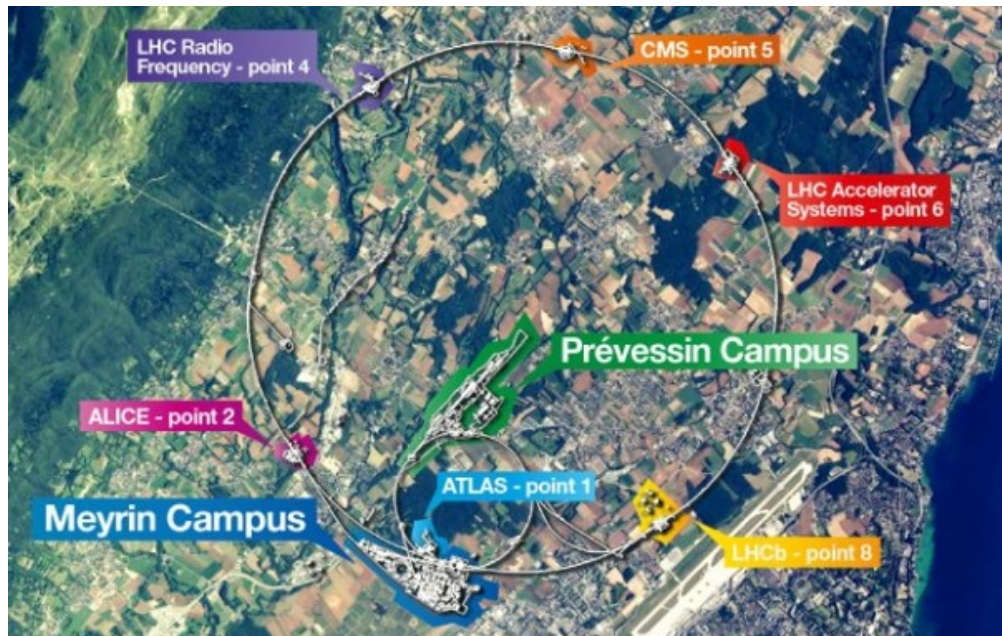 LHC Radio
Frequency - point 4
CMS - point 5
LHC Accelerator
Systems - point 6
Prévessin Campus
ALICE - point 2
ATLAS - point 1
Meyrin Campus
LHCb - point 8